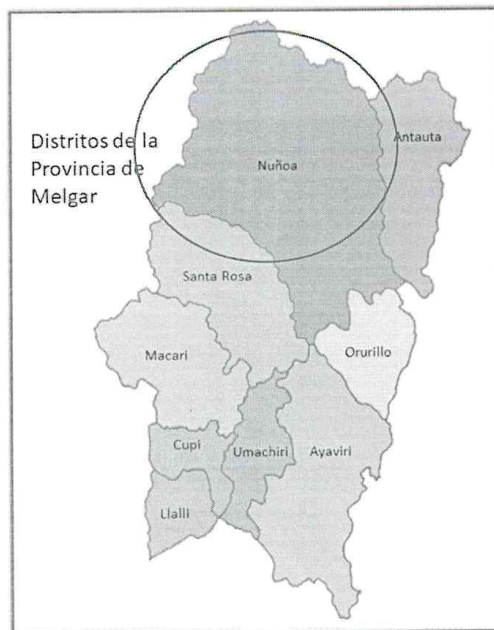 Distritos de la
Provincia de
Melgar
Nuñoa
Antauta
Santa Rosa
Macari
Orurillo
Cupi
Umachiri
Ayaviri
Llalli